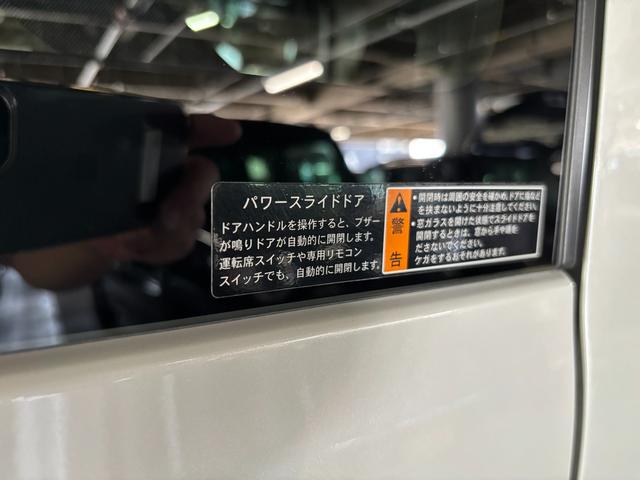 パワースライドドア
ドアハンドルを操作すると、ブザー
が鳴りドアが自動的に開閉します。
運転席スイッチや専用リモコン
スイッチでも、自動的に開閉します。
警告
・開閉時は周囲の安全を確かめ、ドアに指など
を挟まないように十分注意してください。
・窓ガラスを開けた状態でスライドドアを
開閉するときは、窓から手や頭を
ださないでください。
ケガをするおそれがあります。